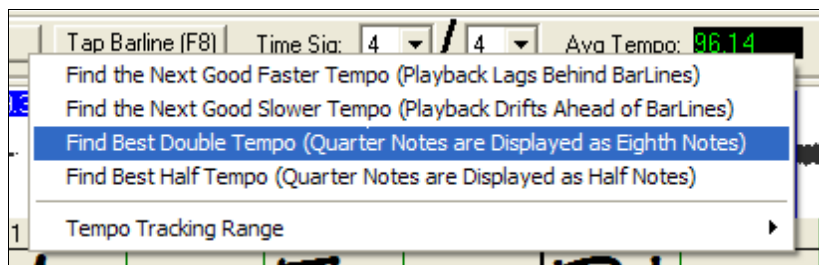 Tap Barline (F8) Time Sig: 4 / 4 Avg Tempo: 96.14
Find the Next Good Faster Tempo (Playback Lags Behind BarLines)
Find the Next Good Slower Tempo (Playback Drifts Ahead of BarLines)
Find Best Double Tempo (Quarter Notes are Displayed as Eighth Notes)
Find Best Half Tempo (Quarter Notes are Displayed as Half Notes)
Tempo Tracking Range
1